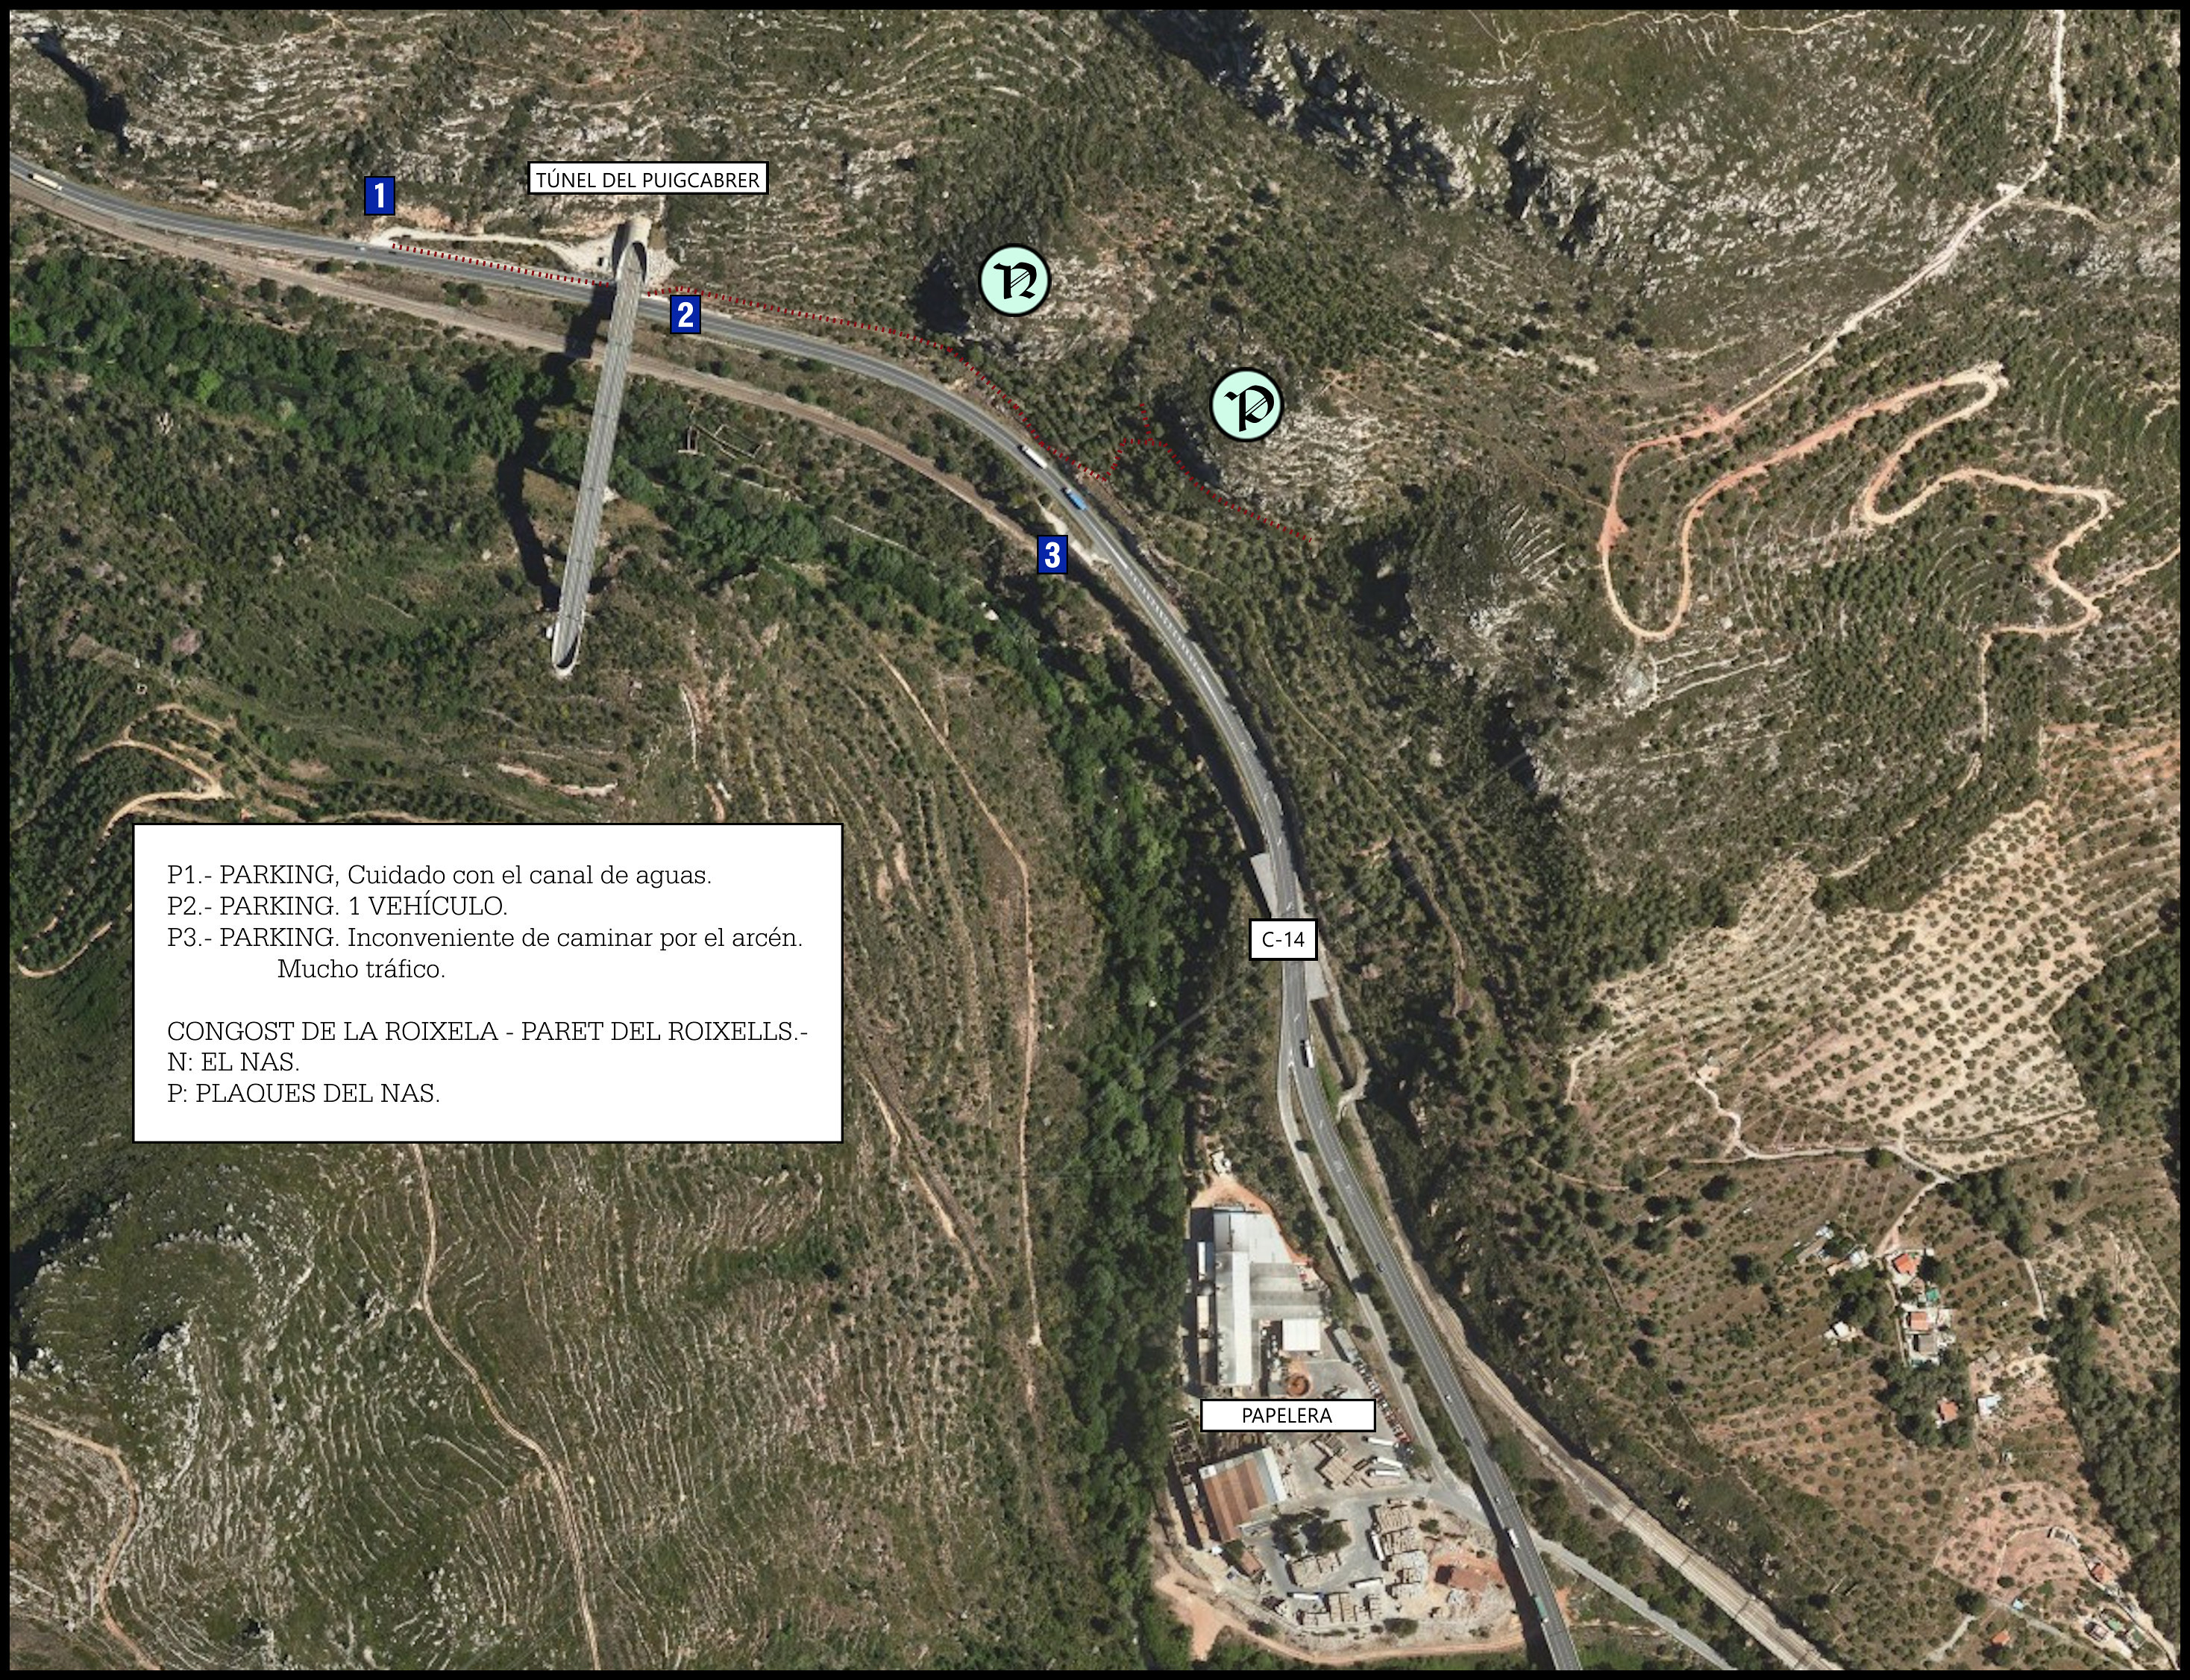 1
TÚNEL DEL PUIGCABRER
N
2
P
3
P1.- PARKING, Cuidado con el canal de aguas.
P2.- PARKING. 1 VEHÍCULO.
P3.- PARKING. Inconveniente de caminar por el arcén.
Mucho tráfico.
CONGOST DE LA ROIXELA - PARET DEL ROIXELLS.-
N: EL NAS.
P: PLAQUES DEL NAS.
C-14
PAPELERA